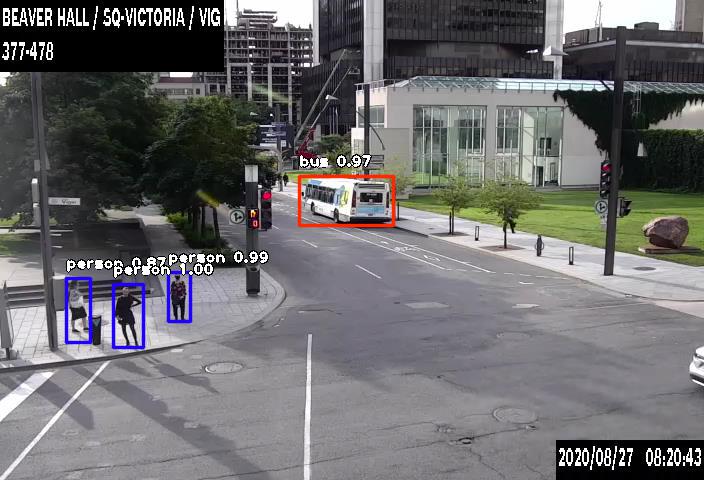 BEAVER HALL / SQ-VICTORIA / VIG
377-478
bus 0.97
person 0.87
person 0.99
person 1.00
2020/08/27 08:20:43